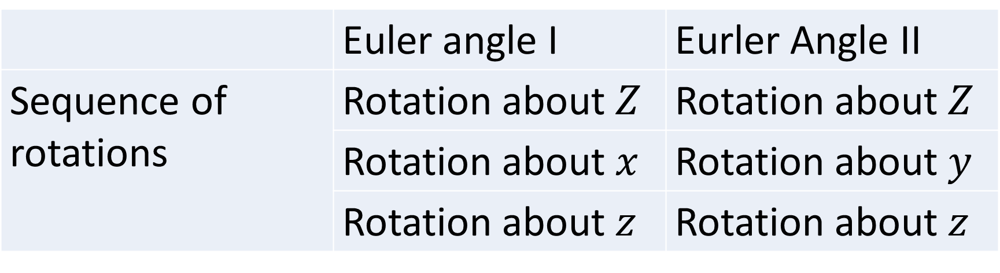 Euler angle I
Eurler Angle II
Sequence of
rotations
Rotation about Z
Rotation about Z
Rotation about x
Rotation about y
Rotation about z
Rotation about z